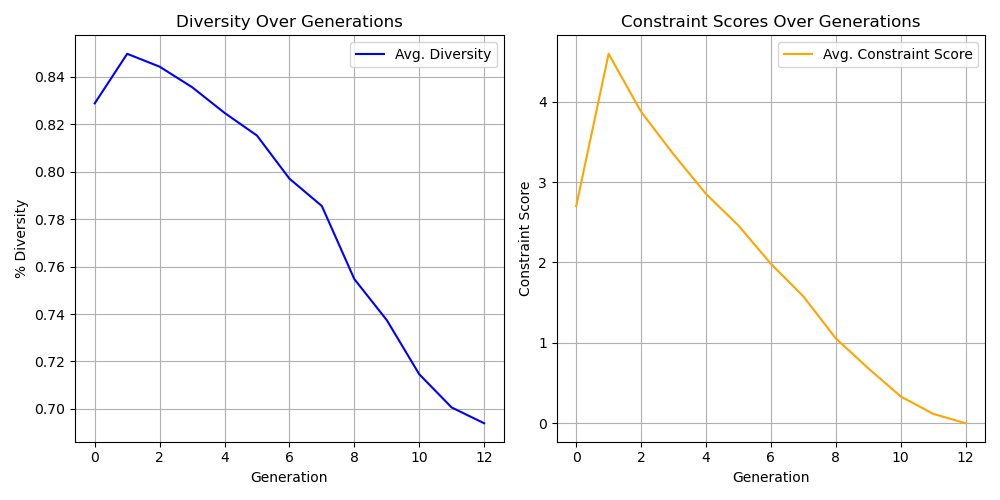 Diversity Over Generations
Avg. Diversity
0.84
0.82
0.80
0.78
0.76
0.74
0.72
0.70
% Diversity
0 2 4 6 8 10 12
Generation
Constraint Scores Over Generations
Avg. Constraint Score
4
3
2
1
0
Constraint Score
0 2 4 6 8 10 12
Generation